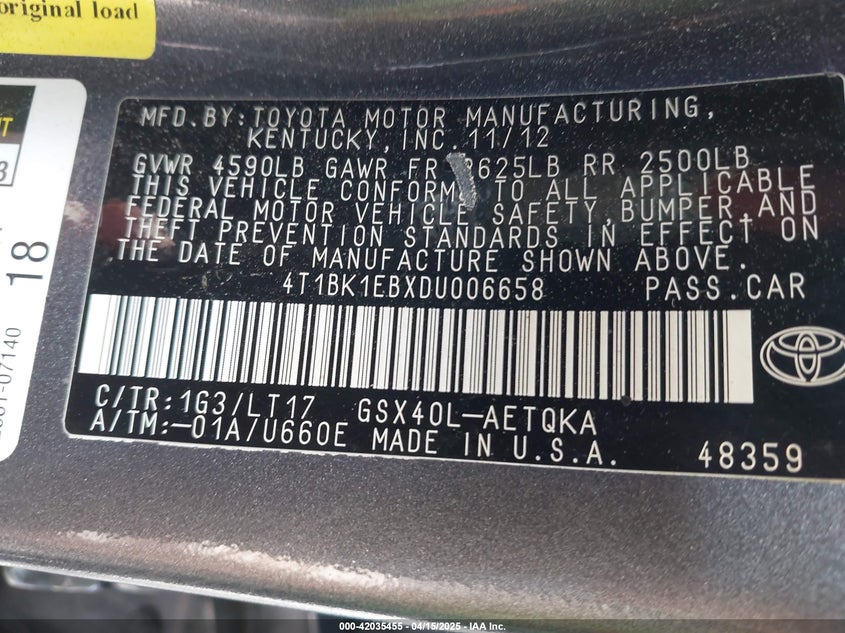 original load
MFD.BY:TOYOTA MOTOR MANUFACTURING,
KENTUCKY, INC. 11/12
GVWR 4590LB GAWR FR 2625LB RR 2500LB
THIS VEHICLE CONFORMS TO ALL APPLICABLE
FEDERAL MOTOR VEHICLE SAFETY, BUMPER, AND
THEFT PREVENTION STANDARDS IN EFFECT ON
THE DATE OF MANUFACTURE SHOWN ABOVE.
4T1BK1EBXDU006658 PASS.CAR
C/TR:1G3/LT17 GSX40L-AETQKA
A/TM:-01A/U660E MADE IN U.S.A. 48359
18
07140
000-42035455 - 04/15/2025 - IAA Inc.